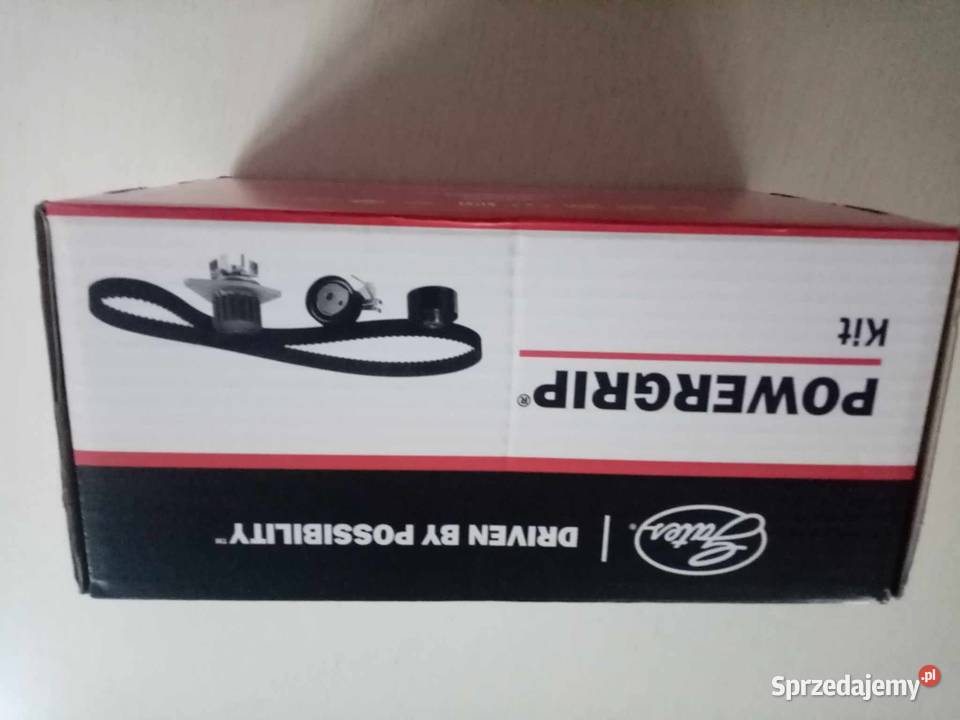 Gates®
DRIVEN BY POSSIBILITY™
POWERGRIP®
Kit
Sprzedajemy.pl